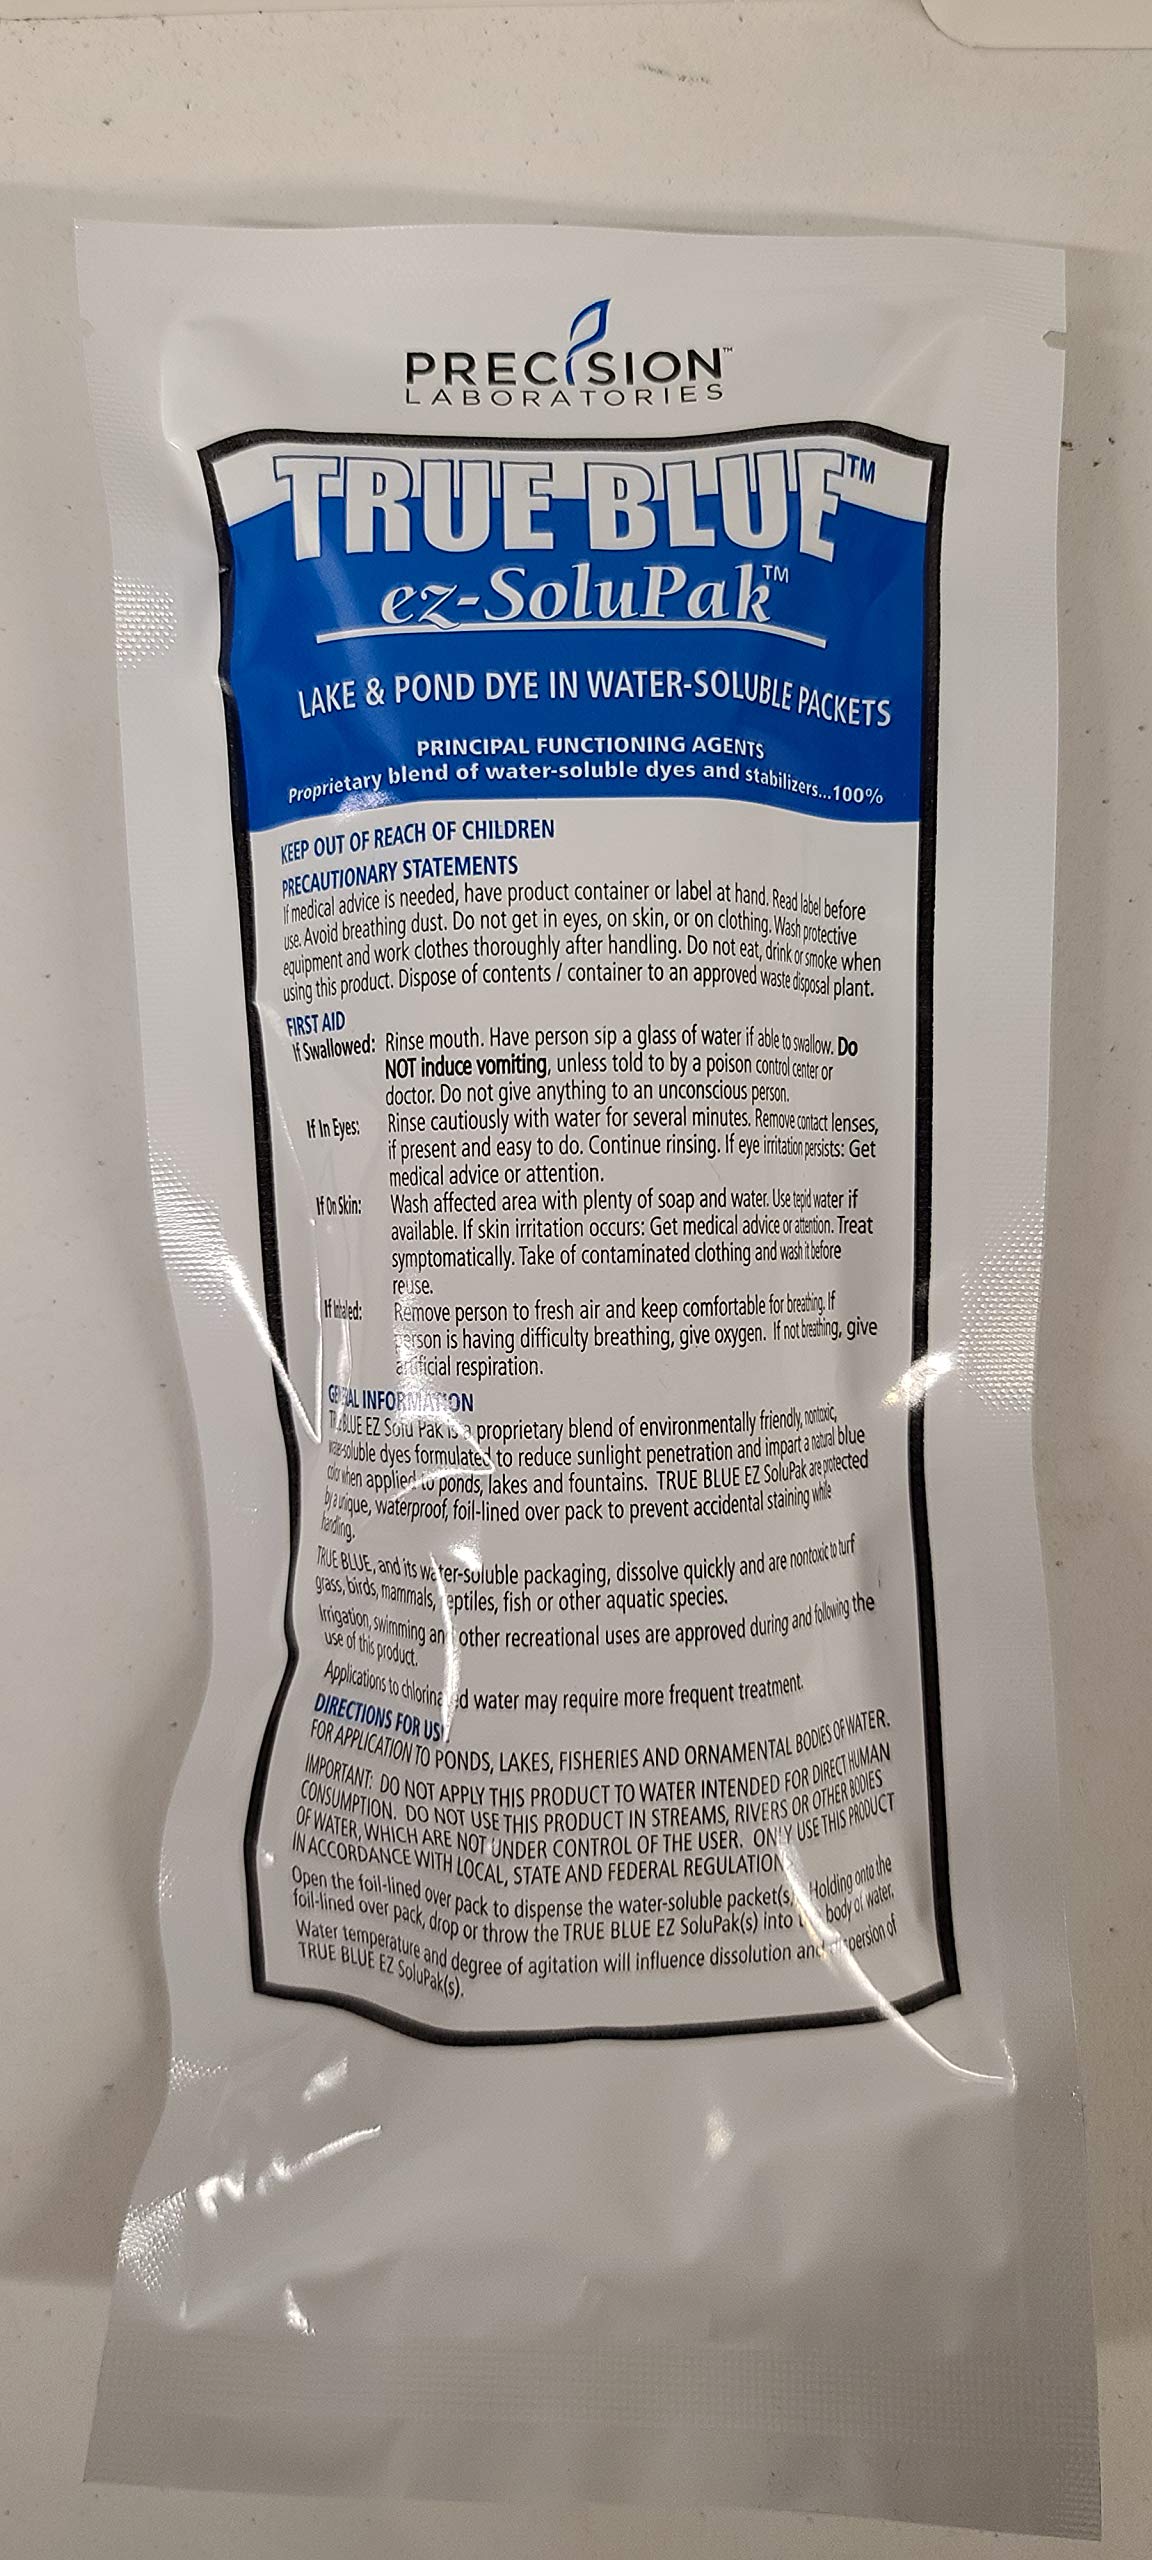 PRECISION™
LABORATORIES
TRUE BLUE™
ez-SoluPak™
LAKE & POND DYE IN WATER-SOLUBLE PACKETS
PRINCIPAL FUNCTIONING AGENTS
Proprietary blend of water-soluble dyes and stabilizers...100%
KEEP OUT OF REACH OF CHILDREN
PRECAUTIONARY STATEMENTS
If medical advice is needed, have product container or label at hand. Read label before
use. Avoid breathing dust. Do not get in eyes, on skin, or on clothing. Wash protective
equipment and work clothes thoroughly after handling. Do not eat, drink or smoke when
using this product. Dispose of contents / container to an approved waste disposal plant.
FIRST AID
If Swallowed: Rinse mouth. Have person sip a glass of water if able to swallow. Do
NOT induce vomiting, unless told to by a poison control center or
doctor. Do not give anything to an unconscious person.
If In Eyes: Rinse cautiously with water for several minutes. Remove contact lenses,
if present and easy to do. Continue rinsing. If eye irritation persists: Get
medical advice or attention.
If On Skin: Wash affected area with plenty of soap and water. Use tepid water if
available. If skin irritation occurs: Get medical advice or attention. Treat
symptomatically. Take of contaminated clothing and wash it before
reuse.
If Inhaled: Remove person to fresh air and keep comfortable for breathing. If
person is having difficulty breathing, give oxygen. If not breathing, give
artificial respiration.
GENERAL INFORMATION
TRUE BLUE EZ Solu Pak is a proprietary blend of environmentally friendly, nontoxic,
water-soluble dyes formulated to reduce sunlight penetration and impart a natural blue
color when applied to ponds, lakes and fountains. TRUE BLUE EZ SoluPak are protected
by a unique, waterproof, foil-lined over pack to prevent accidental staining while
handling.
TRUE BLUE, and its water-soluble packaging, dissolve quickly and are nontoxic to turf
grass, birds, mammals, reptiles, fish or other aquatic species.
Irrigation, swimming and other recreational uses are approved during and following the
use of this product.
Applications to chlorinated water may require more frequent treatment.
DIRECTIONS FOR USE
FOR APPLICATION TO PONDS, LAKES, FISHERIES AND ORNAMENTAL BODIES OF WATER.
IMPORTANT: DO NOT APPLY THIS PRODUCT TO WATER INTENDED FOR DIRECT HUMAN
CONSUMPTION. DO NOT USE THIS PRODUCT IN STREAMS, RIVERS OR OTHER BODIES
OF WATER, WHICH ARE NOT UNDER CONTROL OF THE USER. ONLY USE THIS PRODUCT
IN ACCORDANCE WITH LOCAL, STATE AND FEDERAL REGULATIONS.
Open the foil-lined over pack to dispense the water-soluble packet(s). Holding onto the
foil-lined over pack, drop or throw the TRUE BLUE EZ SoluPak(s) into the body of water.
Water temperature and degree of agitation will influence dissolution and dispersion of
TRUE BLUE EZ SoluPak(s).